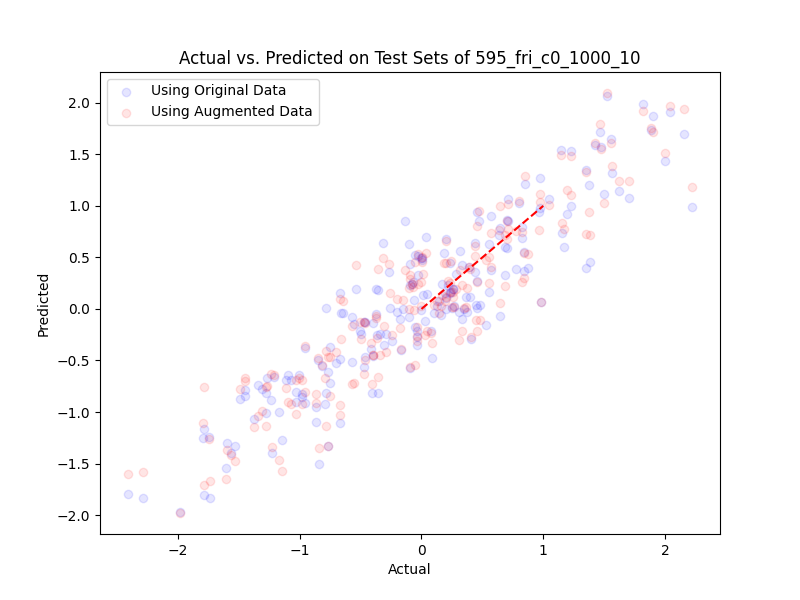 Actual vs. Predicted on Test Sets of 595_fri_c0_1000_10
Using Original Data
Using Augmented Data
2.0
1.5
1.0
0.5
0.0
−0.5
−1.0
−1.5
−2.0
Predicted
−2 −1 0 1 2
Actual